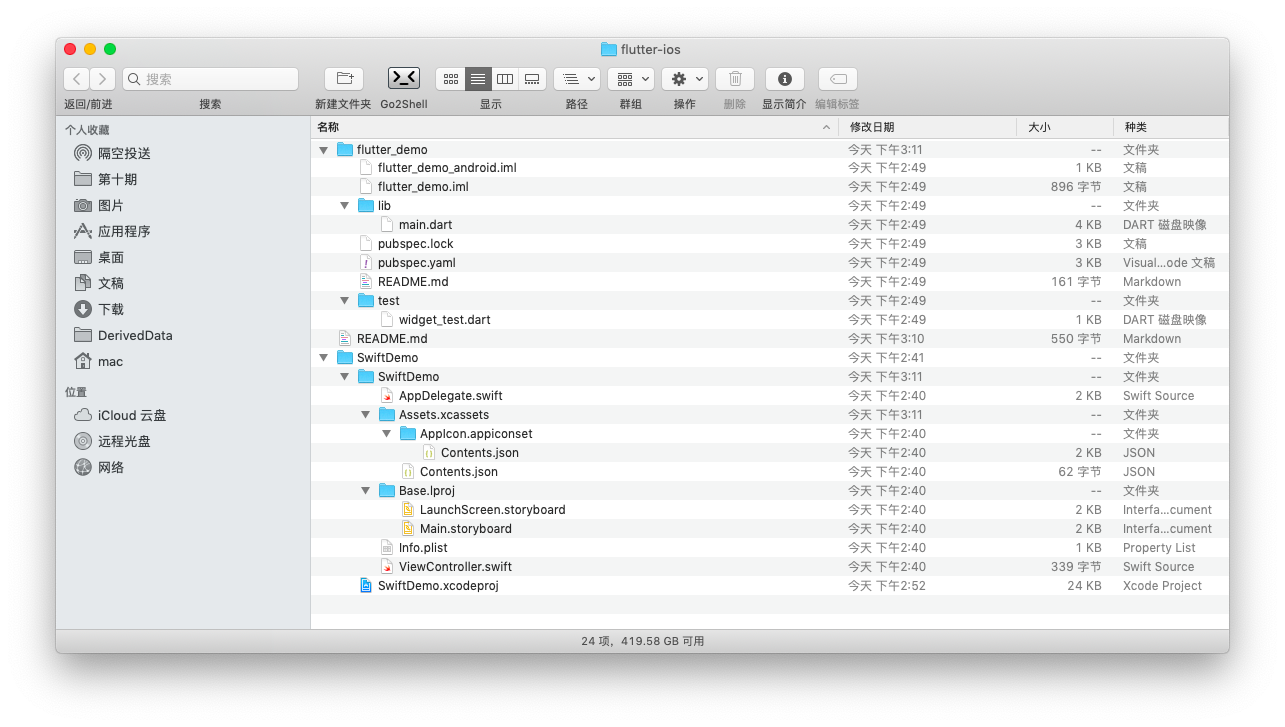 flutter-ios
搜索
返回/前进
搜索
新建文件夹
Go2Shell
显示
路径
群组
操作
删除
显示简介
编辑标签
个人收藏
隔空投送
第十期
图片
应用程序
桌面
文稿
下载
DerivedData
mac
位置
iCloud 云盘
远程光盘
网络
名称 修改日期 大小 种类
flutter_demo 今天 下午3:11 -- 文件夹
flutter_demo_android.iml 今天 下午2:49 1 KB 文稿
flutter_demo.iml 今天 下午2:49 896 字节 文稿
lib 今天 下午2:49 -- 文件夹
main.dart 今天 下午2:49 4 KB DART 磁盘映像
pubspec.lock 今天 下午2:49 3 KB 文稿
pubspec.yaml 今天 下午2:49 3 KB Visual...ode 文稿
README.md 今天 下午2:49 161 字节 Markdown
test 今天 下午2:49 -- 文件夹
widget_test.dart 今天 下午2:49 1 KB DART 磁盘映像
README.md 今天 下午3:10 550 字节 Markdown
SwiftDemo 今天 下午2:41 -- 文件夹
SwiftDemo 今天 下午3:11 -- 文件夹
AppDelegate.swift 今天 下午2:40 2 KB Swift Source
Assets.xcassets 今天 下午3:11 -- 文件夹
AppIcon.appiconset 今天 下午2:40 -- 文件夹
Contents.json 今天 下午2:40 2 KB JSON
Contents.json 今天 下午2:40 62 字节 JSON
Base.lproj 今天 下午2:40 -- 文件夹
LaunchScreen.storyboard 今天 下午2:40 2 KB Interfa...cument
Main.storyboard 今天 下午2:40 2 KB Interfa...cument
Info.plist 今天 下午2:40 1 KB Property List
ViewController.swift 今天 下午2:40 339 字节 Swift Source
SwiftDemo.xcodeproj 今天 下午2:52 24 KB Xcode Project
24 项，419.58 GB 可用